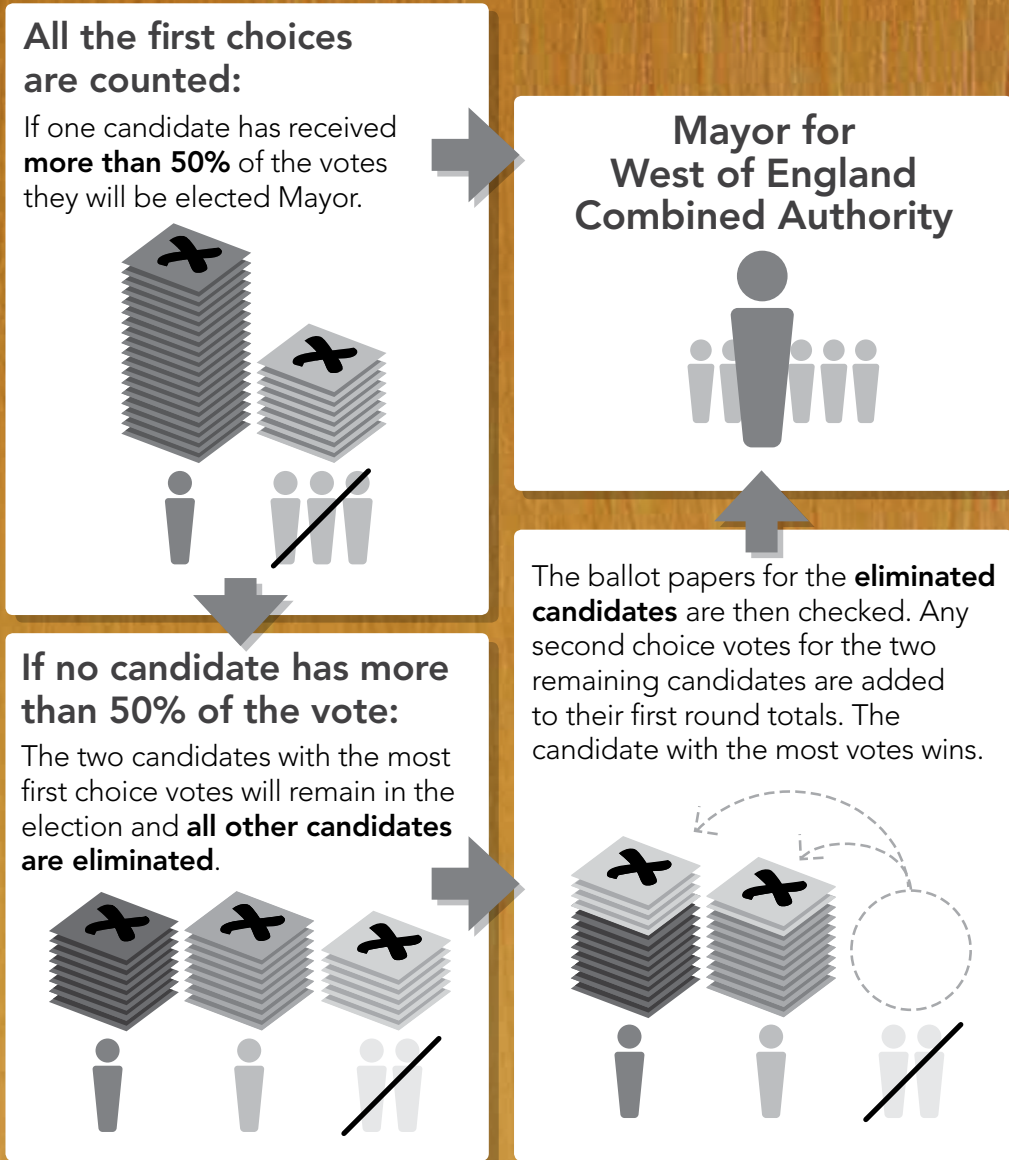 All the first choices
are counted:
If one candidate has received
more than 50% of the votes
they will be elected Mayor.
Mayor for
West of England
Combined Authority
If no candidate has more
than 50% of the vote:
The two candidates with the most
first choice votes will remain in the
election and all other candidates
are eliminated.
The ballot papers for the eliminated
candidates are then checked. Any
second choice votes for the two
remaining candidates are added
to their first round totals. The
candidate with the most votes wins.